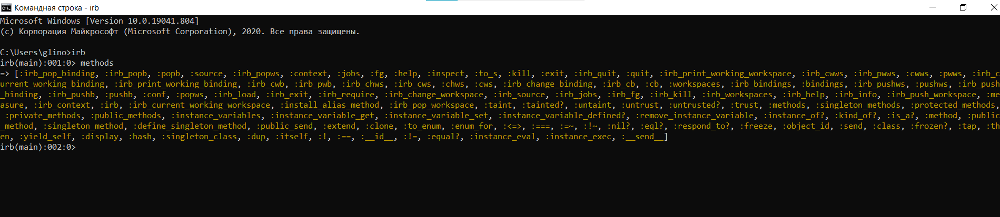 Командная строка - irb
Microsoft Windows [Version 10.0.19041.804]
(c) Корпорация Майкрософт (Microsoft Corporation), 2020. Все права защищены.
C:\Users\glino>irb
irb(main):001:0> methods
=> [:irb_pop_binding, :irb_popb, :popb, :source, :irb_popws, :context, :jobs, :fg, :help, :inspect, :to_s, :kill, :exit, :irb_quit, :quit, :irb_print_working_workspace, :irb_cwws, :irb_pwws, :cwws, :pwws, :irb_c
urrent_working_binding, :irb_print_working_binding, :irb_cwb, :irb_pwb, :irb_chws, :irb_cws, :chws, :cws, :irb_change_binding, :irb_cb, :cb, :workspaces, :irb_bindings, :bindings, :irb_pushws, :pushws, :irb_push
_binding, :irb_pushb, :pushb, :conf, :popws, :irb_load, :irb_exit, :irb_require, :irb_change_workspace, :irb_source, :irb_jobs, :irb_fg, :irb_kill, :irb_workspaces, :irb_help, :irb_info, :irb_push_workspace, :me
asure, :irb_context, :irb, :irb_current_working_workspace, :install_alias_method, :irb_pop_workspace, :taint, :tainted?, :untaint, :untrust, :untrusted?, :trust, :methods, :singleton_methods, :protected_methods,
:private_methods, :public_methods, :instance_variables, :instance_variable_get, :instance_variable_set, :instance_variable_defined?, :remove_instance_variable, :instance_of?, :kind_of?, :is_a?, :method, :public
_method, :singleton_method, :define_singleton_method, :public_send, :extend, :clone, :to_enum, :enum_for, :<=>, :===, :=~, :!~, :nil?, :eql?, :respond_to?, :freeze, :object_id, :send, :class, :frozen?, :tap, :th
en, :yield_self, :display, :hash, :singleton_class, :dup, :itself, :!, :==, :__id__, :!=, :equal?, :instance_eval, :instance_exec, :__send__]
irb(main):002:0>